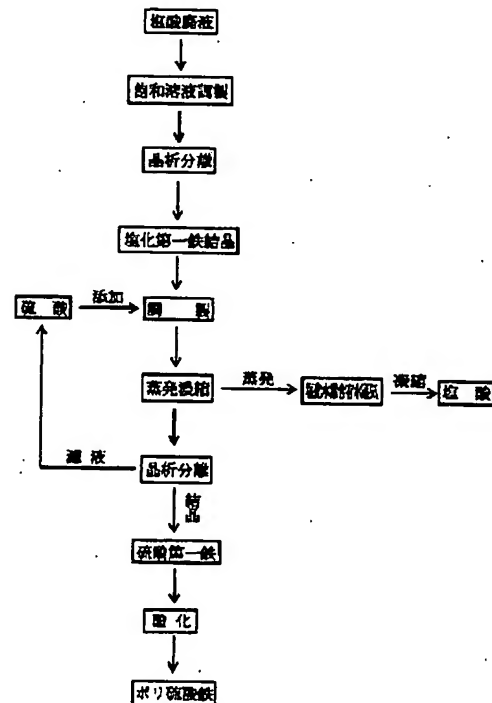 塩酸廃液
飽和溶液調製
晶析分離
塩化第一鉄結晶
硫酸
添加
調製
蒸発濃縮
蒸発
凝縮
塩酸
濾液
晶析分離
結晶
硫酸第一鉄
酸化
ポリ硫酸鉄